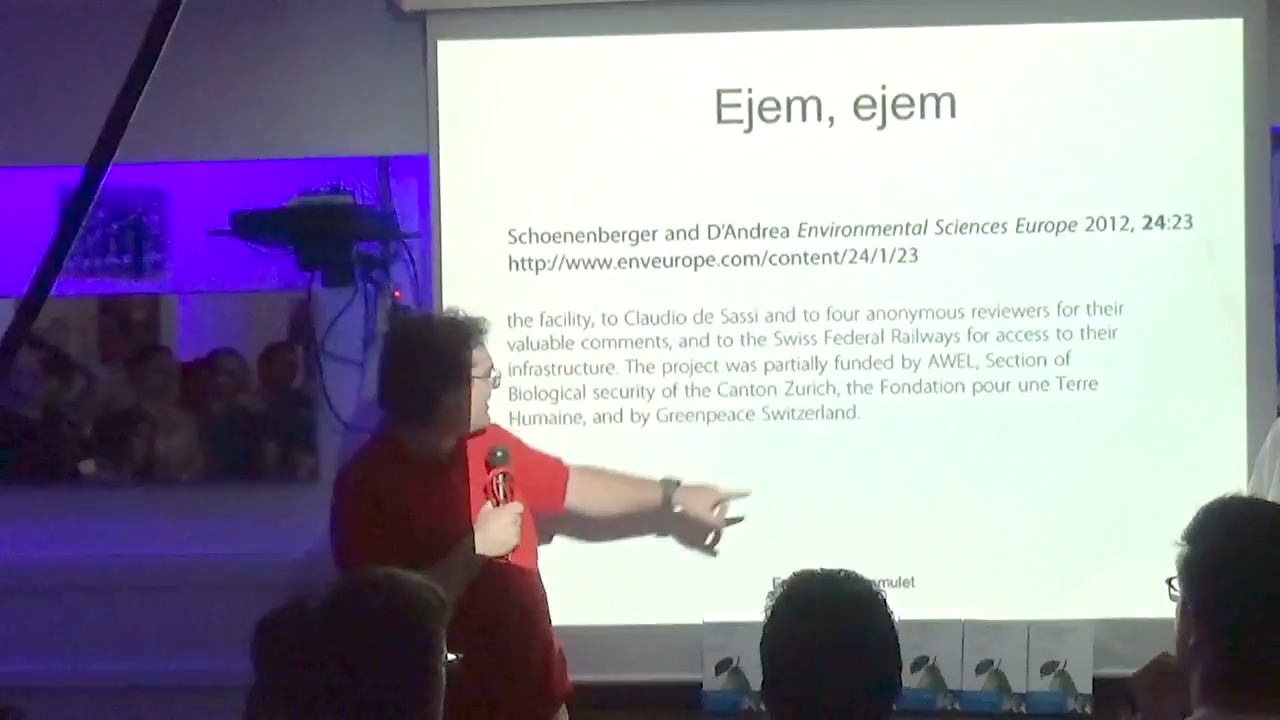 Ejem, ejem
Schoenenberger and D'Andrea Environmental Sciences Europe 2012, 24:23
http://www.enveurope.com/content/24/1/23
the facility, to Claudio de Sassi and to four anonymous reviewers for their
valuable comments, and to the Swiss Federal Railways for access to their
infrastructure. The project was partially funded by AWEL, Section of
Biological security of the Canton Zurich, the Fondation pour une Terre
Humaine, and by Greenpeace Switzerland.